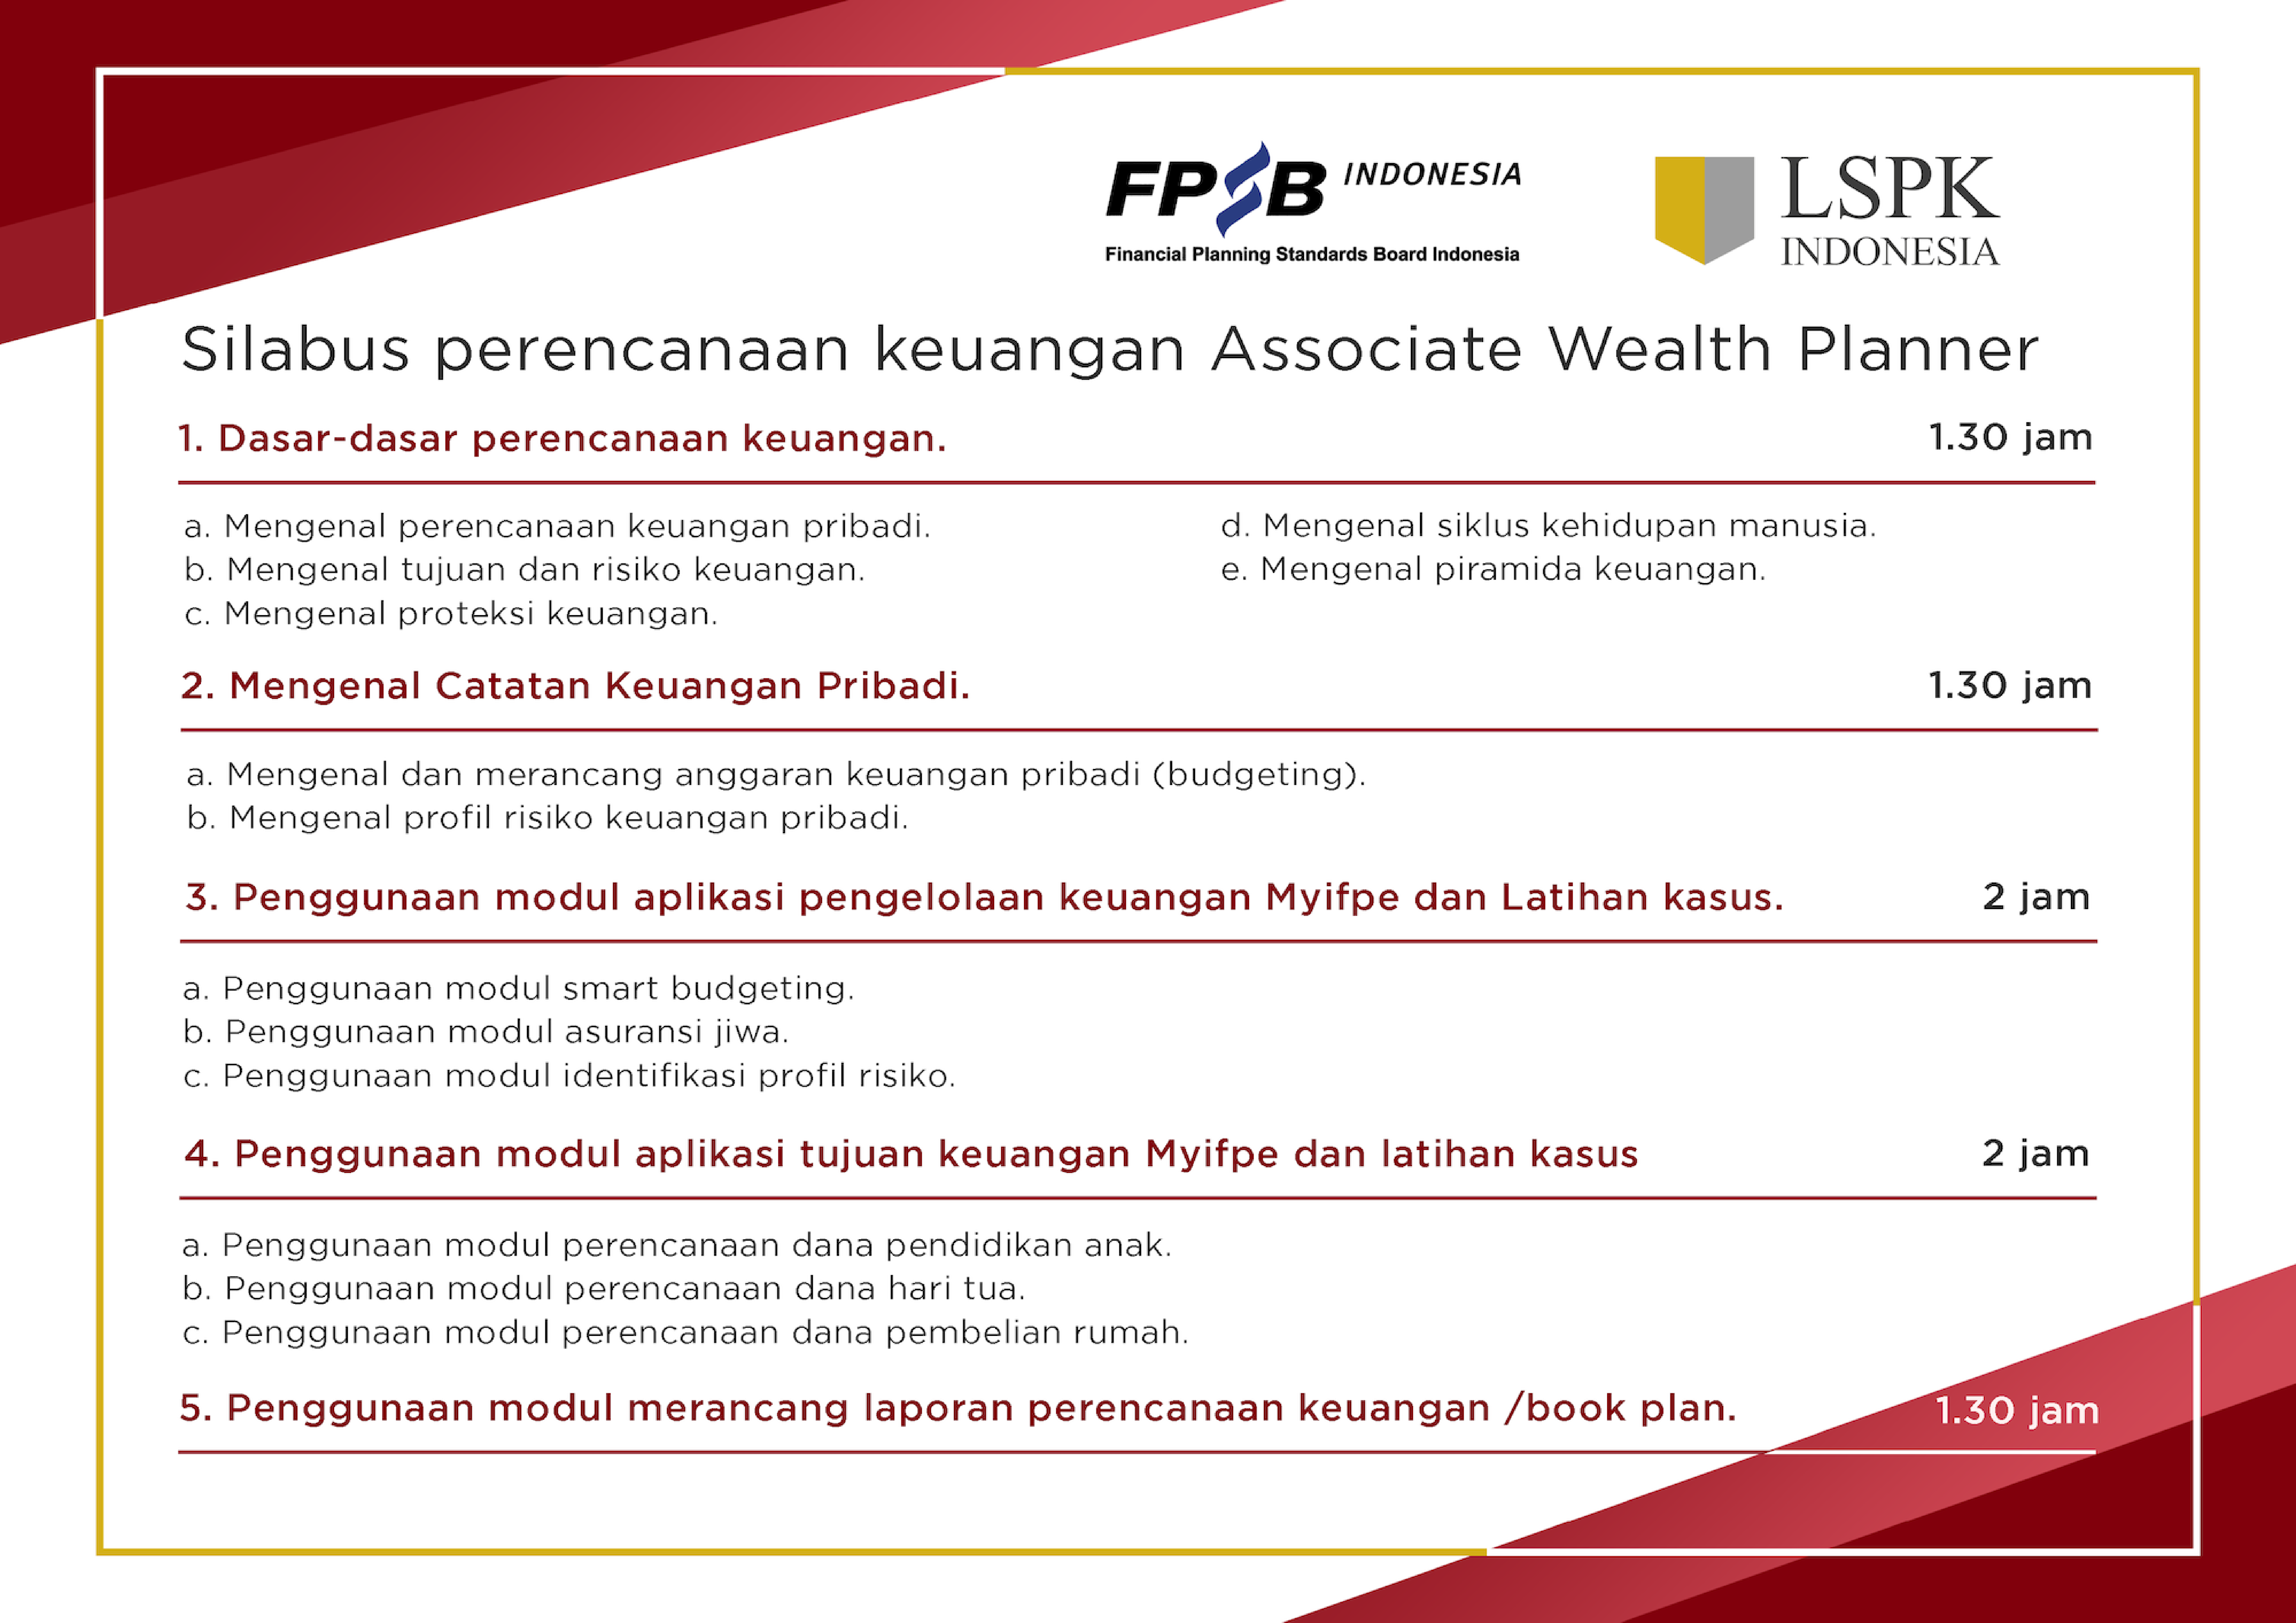 FPSB INDONESIA
Financial Planning Standards Board Indonesia
LSPK
INDONESIA
Silabus perencanaan keuangan Associate Wealth Planner
1. Dasar-dasar perencanaan keuangan. 1.30 jam
a. Mengenal perencanaan keuangan pribadi.
b. Mengenal tujuan dan risiko keuangan.
c. Mengenal proteksi keuangan.
d. Mengenal siklus kehidupan manusia.
e. Mengenal piramida keuangan.
2. Mengenal Catatan Keuangan Pribadi. 1.30 jam
a. Mengenal dan merancang anggaran keuangan pribadi (budgeting).
b. Mengenal profil risiko keuangan pribadi.
3. Penggunaan modul aplikasi pengelolaan keuangan Myifpe dan Latihan kasus. 2 jam
a. Penggunaan modul smart budgeting.
b. Penggunaan modul asuransi jiwa.
c. Penggunaan modul identifikasi profil risiko.
4. Penggunaan modul aplikasi tujuan keuangan Myifpe dan latihan kasus 2 jam
a. Penggunaan modul perencanaan dana pendidikan anak.
b. Penggunaan modul perencanaan dana hari tua.
c. Penggunaan modul perencanaan dana pembelian rumah.
5. Penggunaan modul merancang laporan perencanaan keuangan /book plan. 1.30 jam